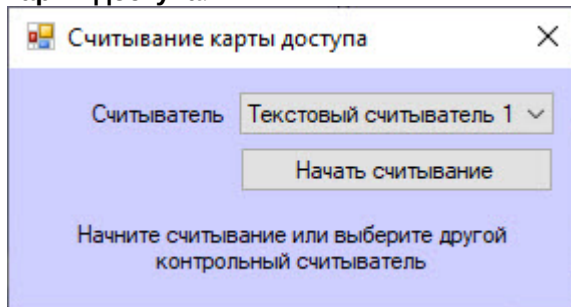 Считывание карты доступа
Считыватель Текстовый считыватель 1
Начать считывание
Начните считывание или выберите другой
контрольный считыватель